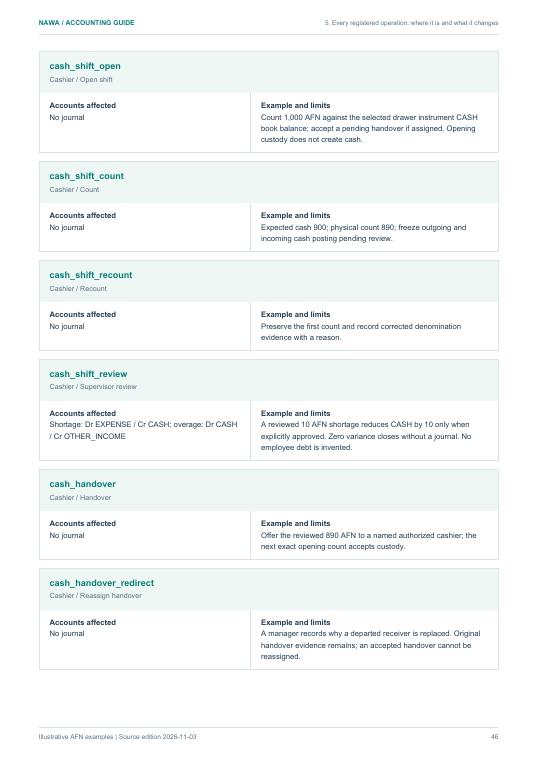 NAWA / ACCOUNTING GUIDE
5. Every registered operation: where it is and what it changes
cash_shift_open
Cashier / Open shift
Accounts affected
No journal
Example and limits
Count 1,000 AFN against the selected drawer instrument CASH
book balance; accept a pending handover if assigned. Opening
custody does not create cash.
cash_shift_count
Cashier / Count
Accounts affected
No journal
Example and limits
Expected cash 900; physical count 890; freeze outgoing and
incoming cash posting pending review.
cash_shift_recount
Cashier / Recount
Accounts affected
No journal
Example and limits
Preserve the first count and record corrected denomination
evidence with a reason.
cash_shift_review
Cashier / Supervisor review
Accounts affected
Shortage: Dr EXPENSE / Cr CASH; overage: Dr CASH
/ Cr OTHER_INCOME
Example and limits
A reviewed 10 AFN shortage reduces CASH by 10 only when
explicitly approved. Zero variance closes without a journal. No
employee debt is invented.
cash_handover
Cashier / Handover
Accounts affected
No journal
Example and limits
Offer the reviewed 890 AFN to a named authorized cashier; the
next exact opening count accepts custody.
cash_handover_redirect
Cashier / Reassign handover
Accounts affected
No journal
Example and limits
A manager records why a departed receiver is replaced. Original
handover evidence remains; an accepted handover cannot be
reassigned.
Illustrative AFN examples | Source edition 2026-11-03
46